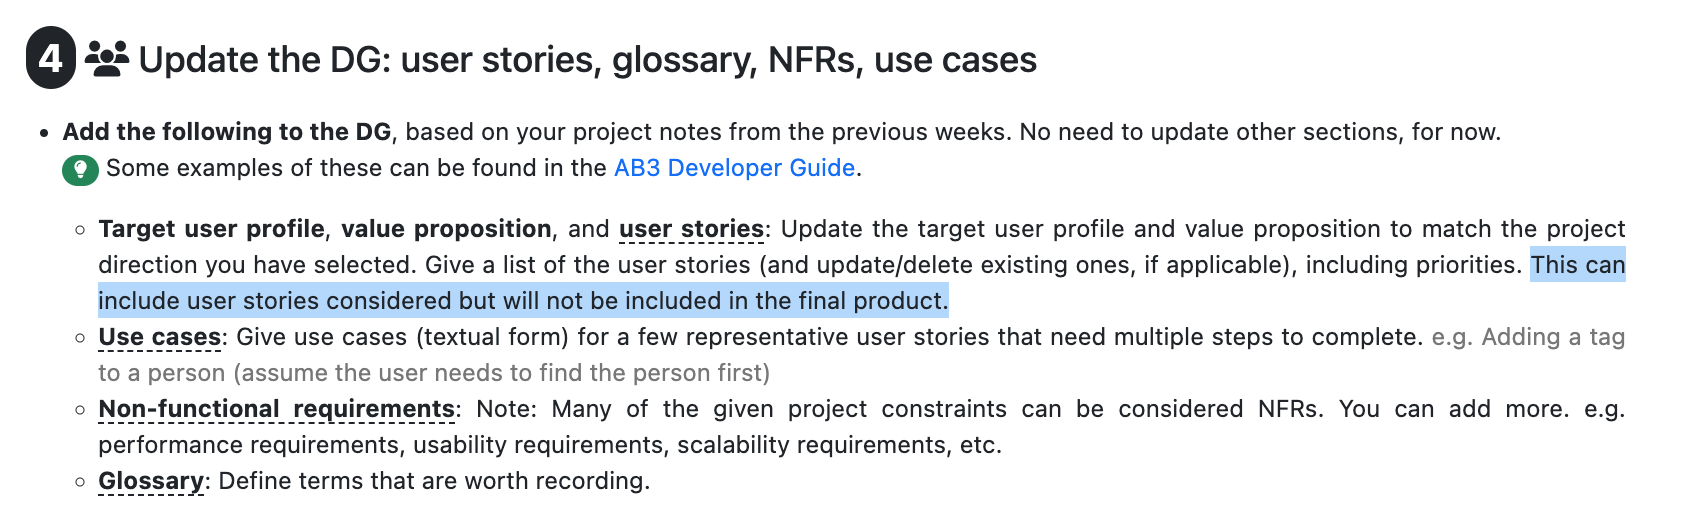 4 Update the DG: user stories, glossary, NFRs, use cases
• Add the following to the DG, based on your project notes from the previous weeks. No need to update other sections, for now.
Some examples of these can be found in the AB3 Developer Guide.
◦ Target user profile, value proposition, and user stories: Update the target user profile and value proposition to match the project
direction you have selected. Give a list of the user stories (and update/delete existing ones, if applicable), including priorities. This can
include user stories considered but will not be included in the final product.
◦ Use cases: Give use cases (textual form) for a few representative user stories that need multiple steps to complete. e.g. Adding a tag
to a person (assume the user needs to find the person first)
◦ Non-functional requirements: Note: Many of the given project constraints can be considered NFRs. You can add more. e.g.
performance requirements, usability requirements, scalability requirements, etc.
◦ Glossary: Define terms that are worth recording.